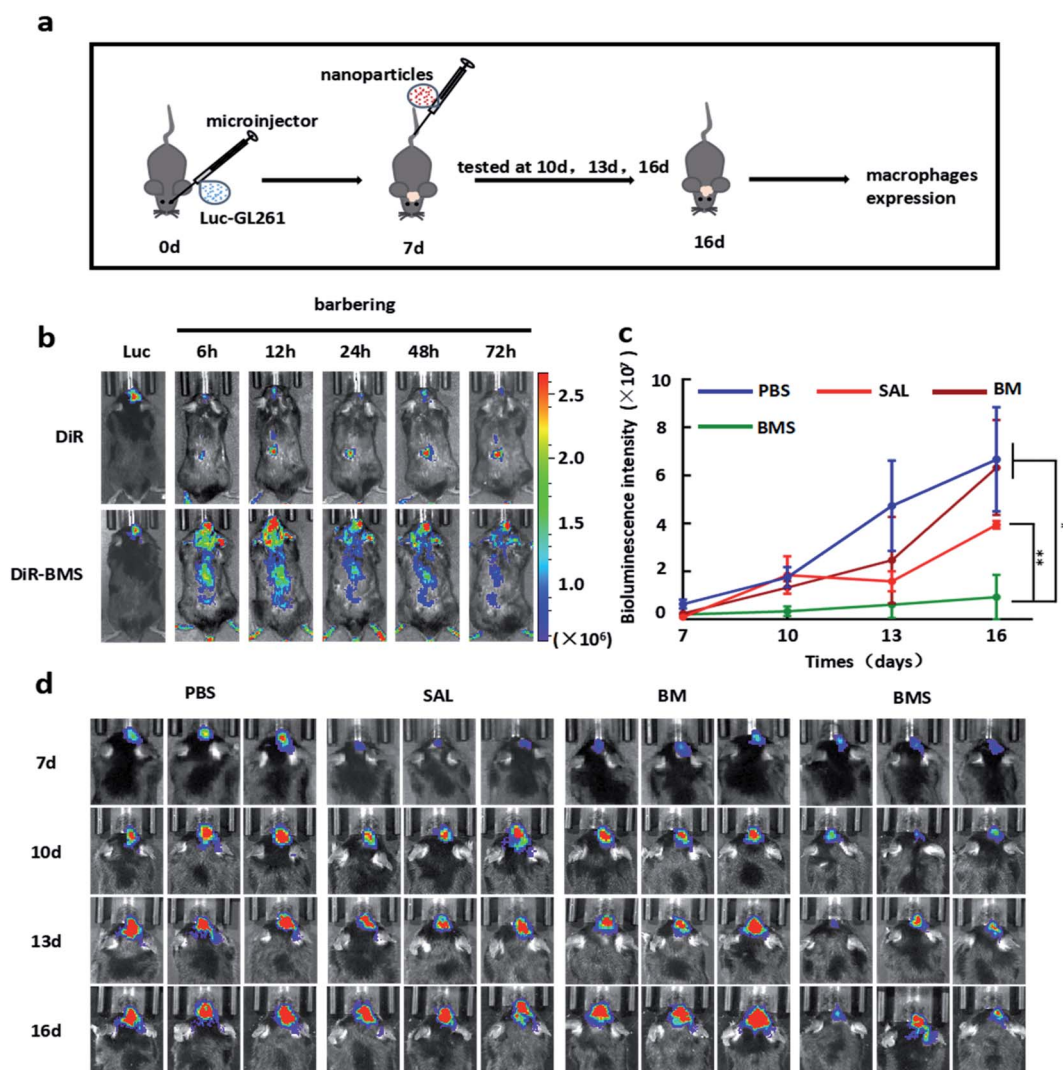 a
nanoparticles
microinjector
Luc-GL261
tested at 10d, 13d, 16d
macrophages
expression
0d
7d
16d
b
barbering
Luc 6h 12h 24h 48h 72h
DiR
DiR-BMS
2.5
2.0
1.5
1.0
(×10⁶)
c
Bioluminescence intensity (×10⁷)
10
8
6
4
2
0
PBS SAL BM
BMS
*
**
7 10 13 16
Times (days)
d
PBS SAL BM BMS
7d
10d
13d
16d